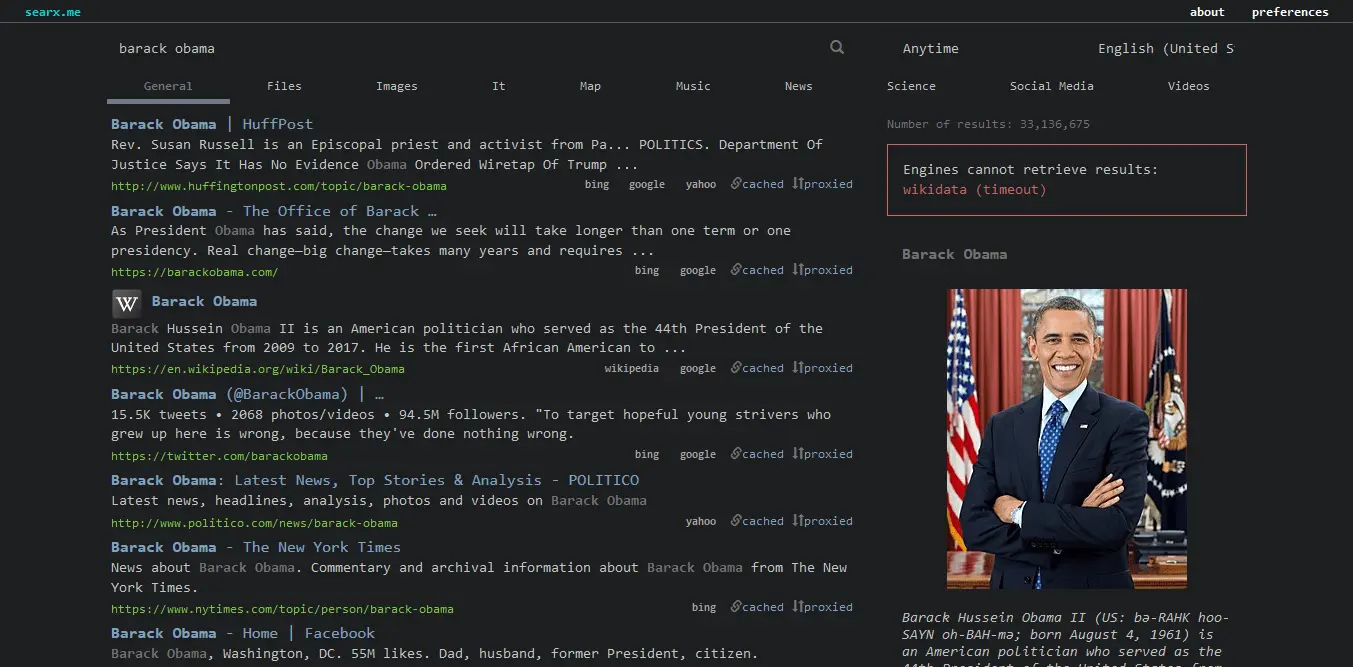 searx.me
about preferences
barack obama
Anytime English (United S
General Files Images It Map Music News Science Social Media Videos
Barack Obama | HuffPost
Rev. Susan Russell is an Episcopal priest and activist from Pa... POLITICS. Department Of
Justice Says It Has No Evidence Obama Ordered Wiretap Of Trump ...
http://www.huffingtonpost.com/topic/barack-obama bing google yahoo cached proxied
Barack Obama - The Office of Barack …
As President Obama has said, the change we seek will take longer than one term or one
presidency. Real change—big change—takes many years and requires ...
https://barackobama.com/ bing google cached proxied
W Barack Obama
Barack Hussein Obama II is an American politician who served as the 44th President of the
United States from 2009 to 2017. He is the first African American to ...
https://en.wikipedia.org/wiki/Barack_Obama wikipedia google cached proxied
Barack Obama (@BarackObama) | …
15.5K tweets • 2068 photos/videos • 94.5M followers. "To target hopeful young strivers who
grew up here is wrong, because they've done nothing wrong.
https://twitter.com/barackobama bing google cached proxied
Barack Obama: Latest News, Top Stories & Analysis - POLITICO
Latest news, headlines, analysis, photos and videos on Barack Obama
http://www.politico.com/news/barack-obama yahoo cached proxied
Barack Obama - The New York Times
News about Barack Obama. Commentary and archival information about Barack Obama from The New
York Times.
https://www.nytimes.com/topic/person/barack-obama bing cached proxied
Barack Obama - Home | Facebook
Barack Obama, Washington, DC. 55M likes. Dad, husband, former President, citizen.
Number of results: 33,136,675
Engines cannot retrieve results:
wikidata (timeout)
Barack Obama
Barack Hussein Obama II (US: bə-RAHK hoo-
SAYN oh-BAH-mə; born August 4, 1961) is
an American politician who served as the
44th President of the United States from